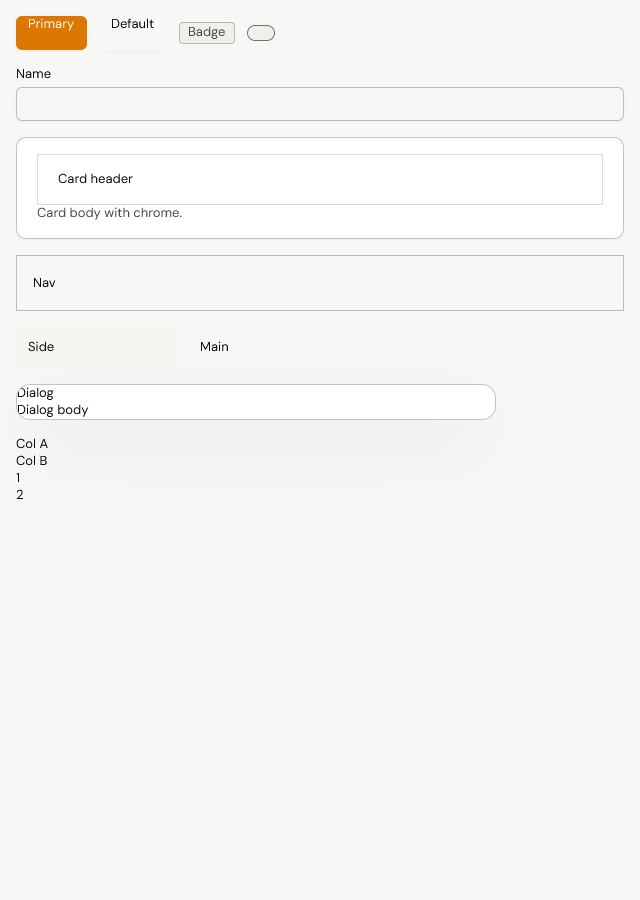 Primary Default Badge
Name
Card header
Card body with chrome.
Nav
Side Main
Dialog
Dialog body
Col A
Col B
1
2